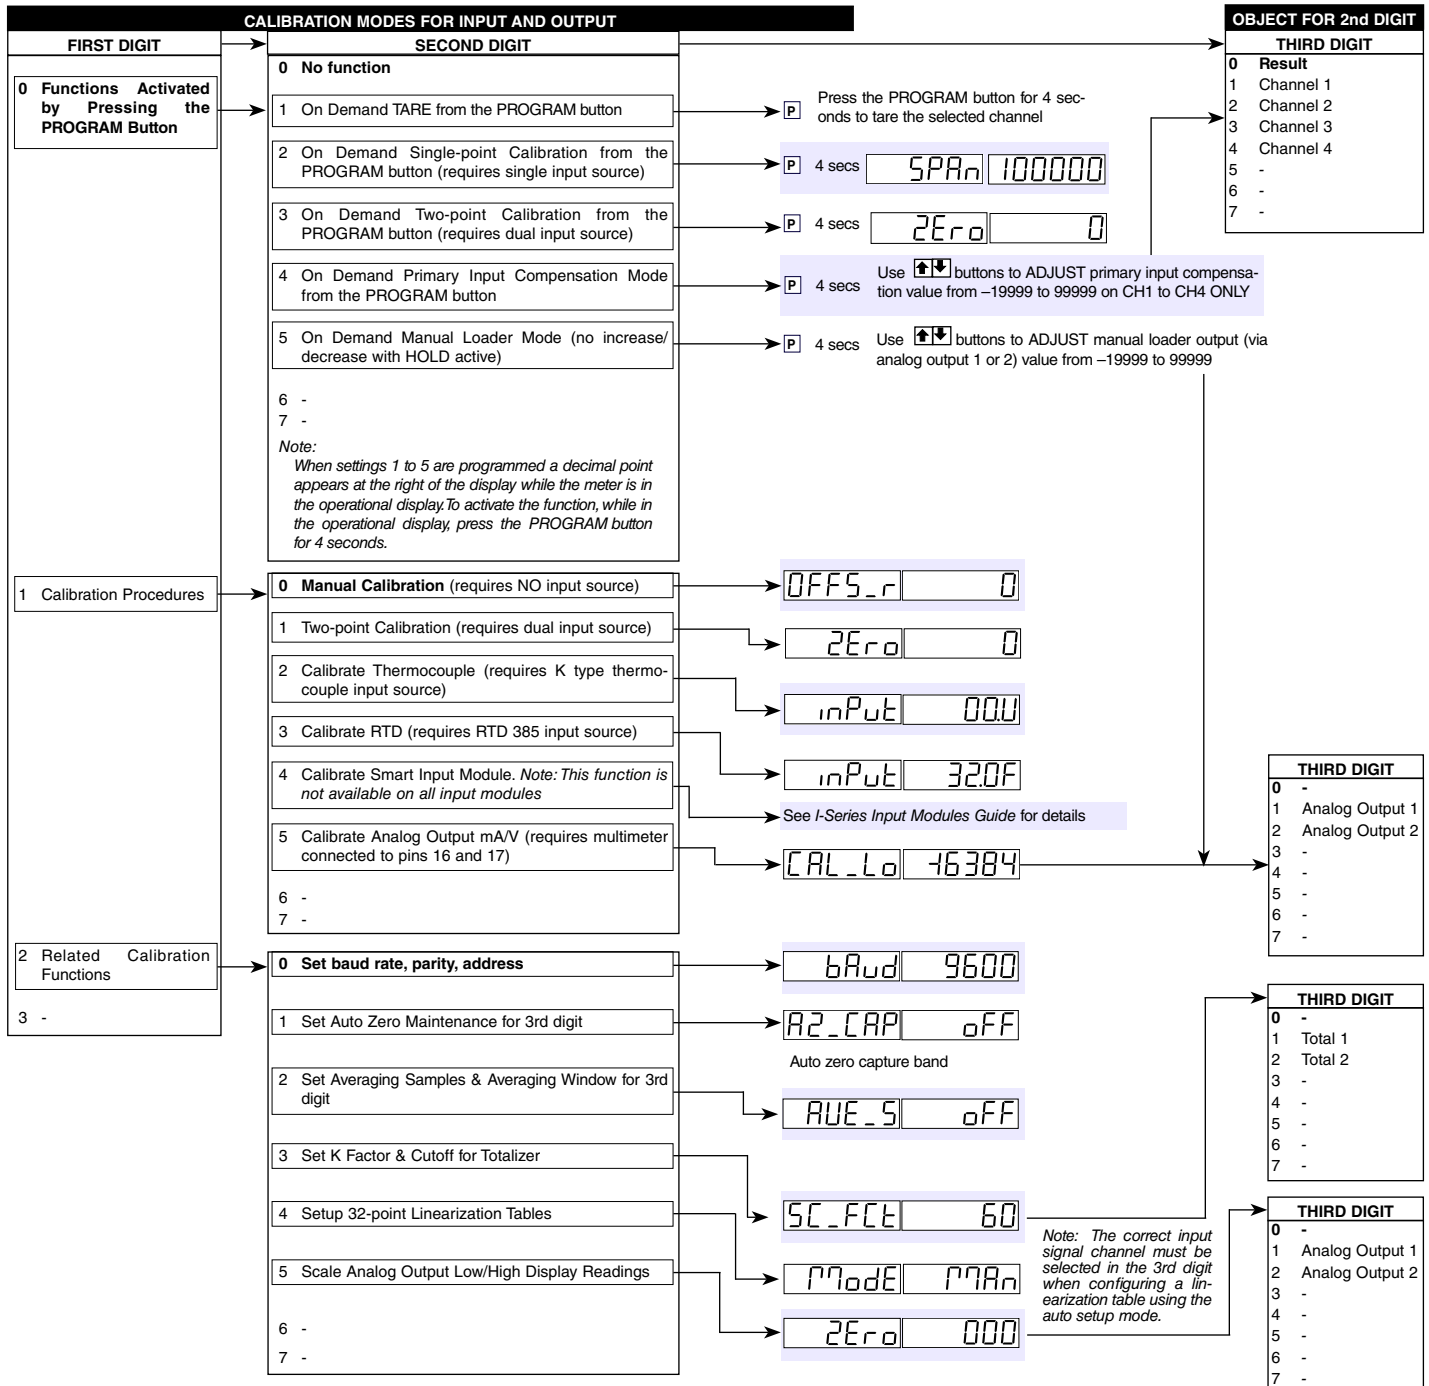 CALIBRATION MODES FOR INPUT AND OUTPUT
OBJECT FOR 2nd DIGIT
FIRST DIGIT
SECOND DIGIT
THIRD DIGIT
0 Functions Activated
by Pressing the
PROGRAM Button
0 No function
1 On Demand TARE from the PROGRAM button
P Press the PROGRAM button for 4 sec-
onds to tare the selected channel
2 On Demand Single-point Calibration from the
PROGRAM button (requires single input source)
P 4 secs SPAn 100000
3 On Demand Two-point Calibration from the
PROGRAM button (requires dual input source)
P 4 secs ZEro 0
4 On Demand Primary Input Compensation Mode
from the PROGRAM button
P 4 secs Use buttons to ADJUST primary input compensa-
tion value from –19999 to 99999 on CH1 to CH4 ONLY
5 On Demand Manual Loader Mode (no increase/
decrease with HOLD active)
P 4 secs Use buttons to ADJUST manual loader output (via
analog output 1 or 2) value from –19999 to 99999
6 -
7 -
Note:
When settings 1 to 5 are programmed a decimal point
appears at the right of the display while the meter is in
the operational display. To activate the function, while in
the operational display, press the PROGRAM button
for 4 seconds.
0 Result
1 Channel 1
2 Channel 2
3 Channel 3
4 Channel 4
5 -
6 -
7 -
1 Calibration Procedures
0 Manual Calibration (requires NO input source)
OFFS_r 0
1 Two-point Calibration (requires dual input source)
ZEro 0
2 Calibrate Thermocouple (requires K type thermo-
couple input source)
inPut 00.U
3 Calibrate RTD (requires RTD 385 input source)
inPut 32.0F
4 Calibrate Smart Input Module. Note: This function is
not available on all input modules
See I-Series Input Modules Guide for details
5 Calibrate Analog Output mA/V (requires multimeter
connected to pins 16 and 17)
CAL_Lo -16384
6 -
7 -
THIRD DIGIT
0 -
1 Analog Output 1
2 Analog Output 2
3 -
4 -
5 -
6 -
7 -
2 Related Calibration
Functions
3 -
0 Set baud rate, parity, address
bAud 9600
1 Set Auto Zero Maintenance for 3rd digit
AZ_CAP oFF
Auto zero capture band
2 Set Averaging Samples & Averaging Window for 3rd
digit
AVE_S oFF
3 Set K Factor & Cutoff for Totalizer
SC_FCt 60
4 Setup 32-point Linearization Tables
ModE MAn
5 Scale Analog Output Low/High Display Readings
ZEro 000
6 -
7 -
Note: The correct input
signal channel must be
selected in the 3rd digit
when configuring a lin-
earization table using the
auto setup mode.
THIRD DIGIT
0 -
1 Total 1
2 Total 2
3 -
4 -
5 -
6 -
7 -
THIRD DIGIT
0 -
1 Analog Output 1
2 Analog Output 2
3 -
4 -
5 -
6 -
7 -